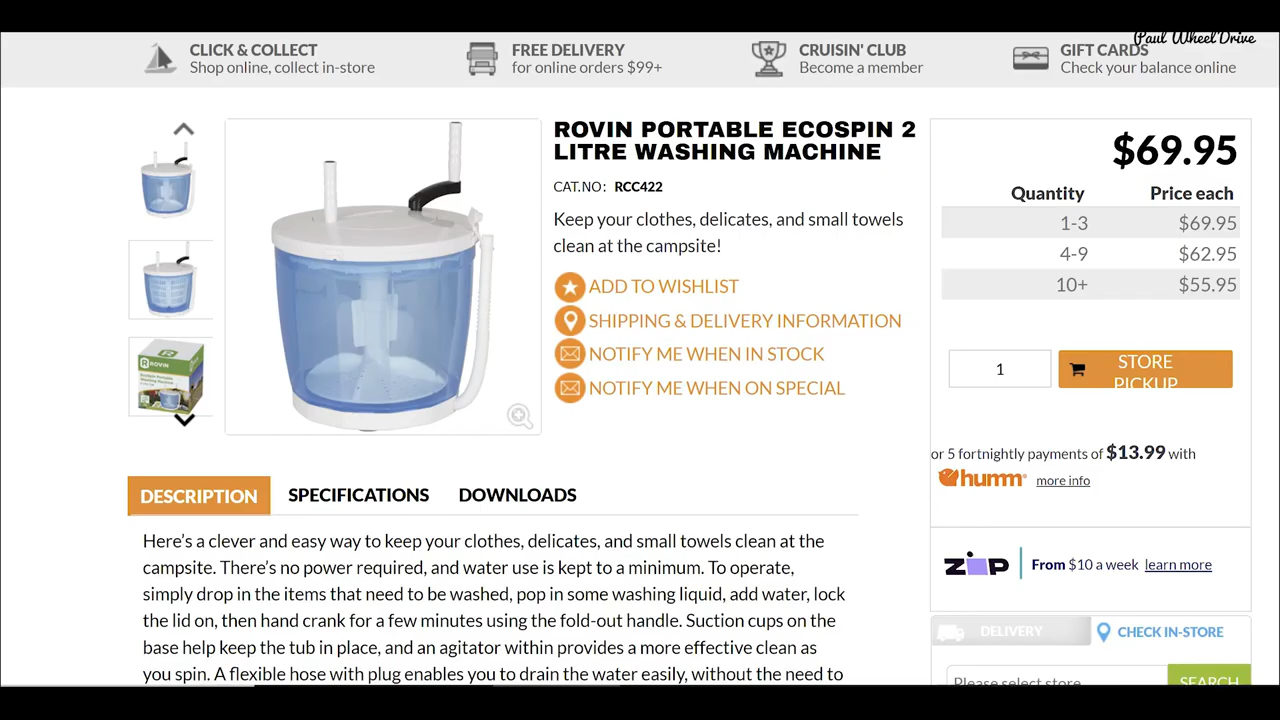 Paul WheelDrive
CLICK & COLLECT
Shop online, collect in-store
FREE DELIVERY
for online orders $99+
CRUISIN' CLUB
Become a member
GIFT CARDS
Check your balance online
ROVIN PORTABLE ECOSPIN 2
LITRE WASHING MACHINE
CAT.NO: RCC422
Keep your clothes, delicates, and small towels
clean at the campsite!
ADD TO WISHLIST
SHIPPING & DELIVERY INFORMATION
NOTIFY ME WHEN IN STOCK
NOTIFY ME WHEN ON SPECIAL
$69.95
Quantity Price each
1-3 $69.95
4-9 $62.95
10+ $55.95
1
STORE
PICKUP
or 5 fortnightly payments of $13.99 with
humm more info
zip From $10 a week learn more
DELIVERY
CHECK IN-STORE
Please select store
SEARCH
ROVIN
DESCRIPTION SPECIFICATIONS DOWNLOADS
Here's a clever and easy way to keep your clothes, delicates, and small towels clean at the
campsite. There's no power required, and water use is kept to a minimum. To operate,
simply drop in the items that need to be washed, pop in some washing liquid, add water, lock
the lid on, then hand crank for a few minutes using the fold-out handle. Suction cups on the
base help keep the tub in place, and an agitator within provides a more effective clean as
you spin. A flexible hose with plug enables you to drain the water easily, without the need to